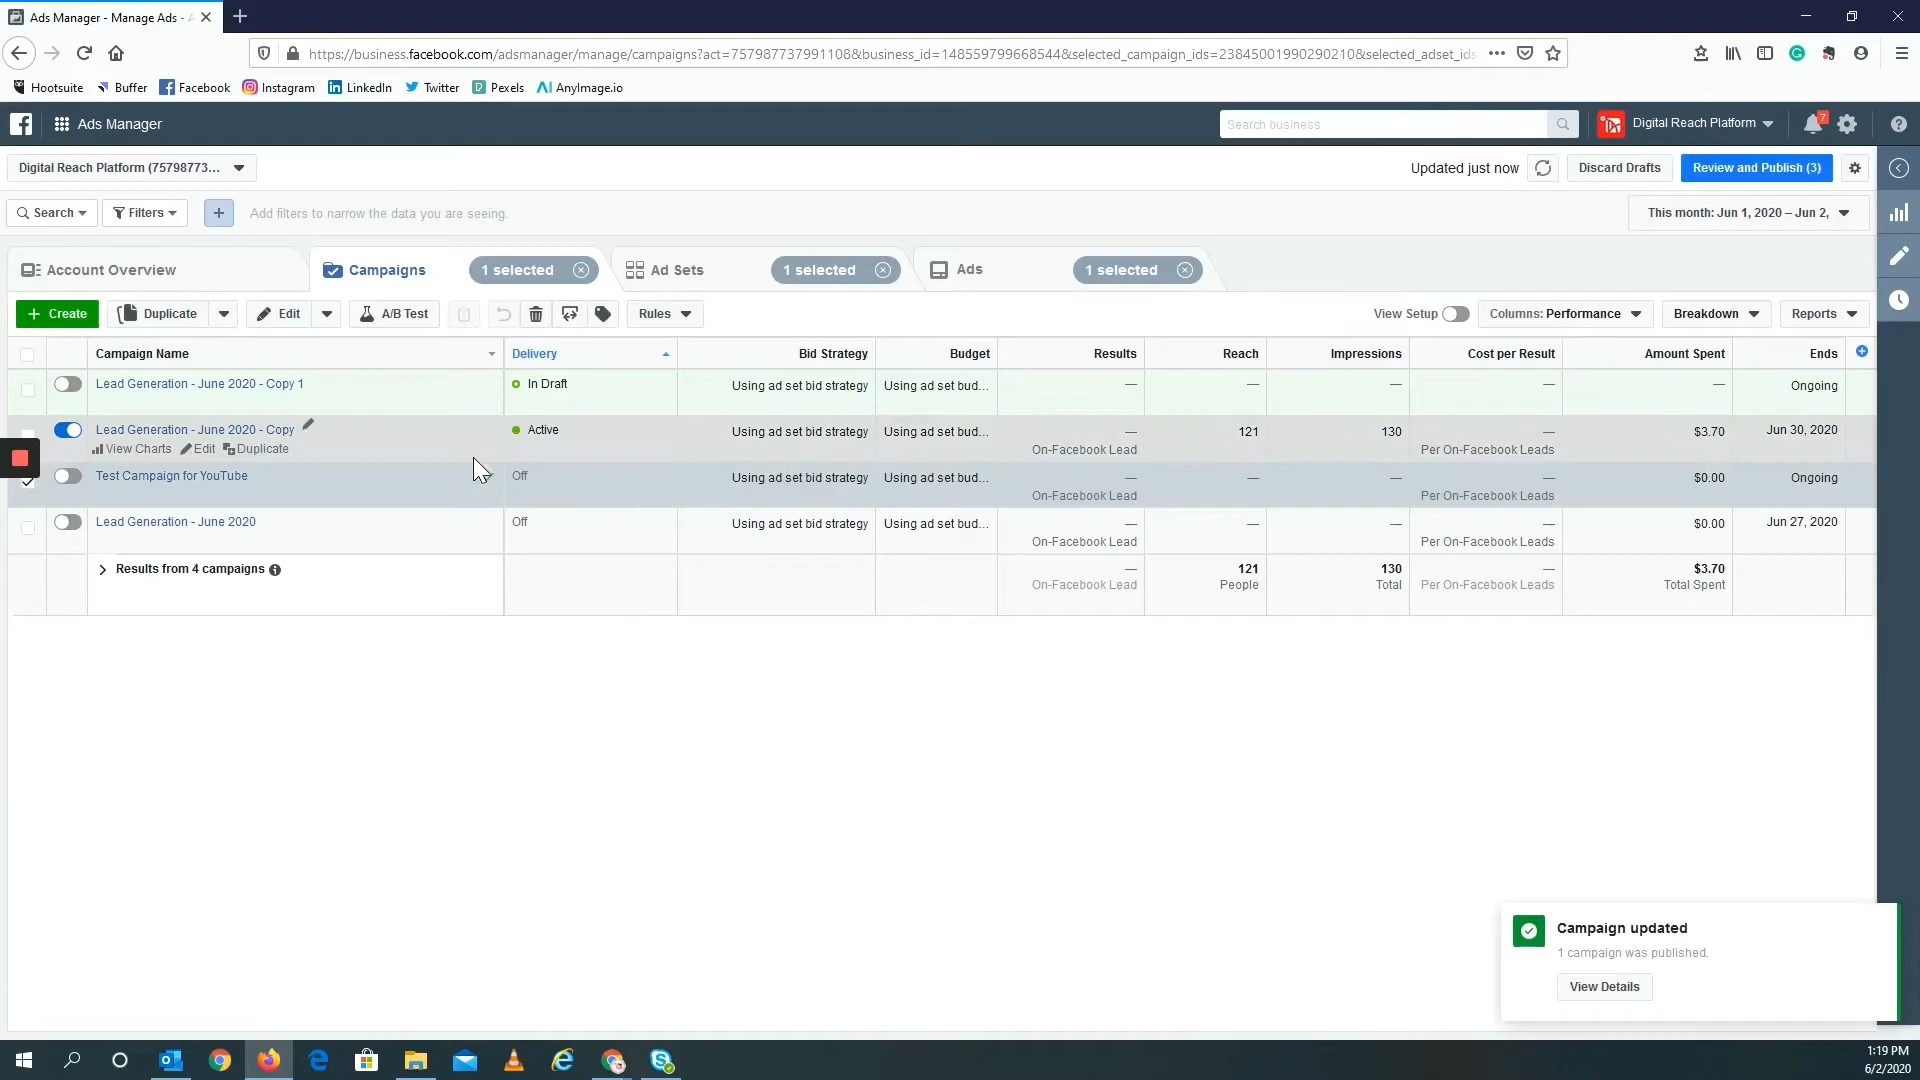 Ads Manager - Manage Ads - A
https://business.facebook.com/adsmanager/manage/campaigns?act=757987737991108&business_id=148559799668544&selected_campaign_ids=23845001990290210&selected_adset_ids
Hootsuite Buffer Facebook Instagram LinkedIn Twitter Pexels AnyImage.io
Ads Manager Search business Digital Reach Platform 7
Digital Reach Platform (75798773... Updated just now Discard Drafts Review and Publish (3)
Search Filters + Add filters to narrow the data you are seeing. This month: Jun 1, 2020 – Jun 2,
Account Overview Campaigns 1 selected Ad Sets 1 selected Ads 1 selected
+ Create Duplicate Edit A/B Test Rules View Setup Columns: Performance Breakdown Reports
Campaign Name Delivery Bid Strategy Budget Results Reach Impressions Cost per Result Amount Spent Ends
Lead Generation - June 2020 - Copy 1 In Draft Using ad set bid strategy Using ad set bud... — — — — — Ongoing
Lead Generation - June 2020 - Copy Active Using ad set bid strategy Using ad set bud... — 121 130 — $3.70 Jun 30, 2020
View Charts Edit Duplicate On-Facebook Lead Per On-Facebook Leads
Test Campaign for YouTube Off Using ad set bid strategy Using ad set bud... — — — — $0.00 Ongoing
On-Facebook Lead Per On-Facebook Leads
Lead Generation - June 2020 Off Using ad set bid strategy Using ad set bud... — — — — $0.00 Jun 27, 2020
On-Facebook Lead Per On-Facebook Leads
Results from 4 campaigns — 121 130 — $3.70
On-Facebook Lead People Total Per On-Facebook Leads Total Spent
Campaign updated
1 campaign was published.
View Details
1:19 PM
6/2/2020